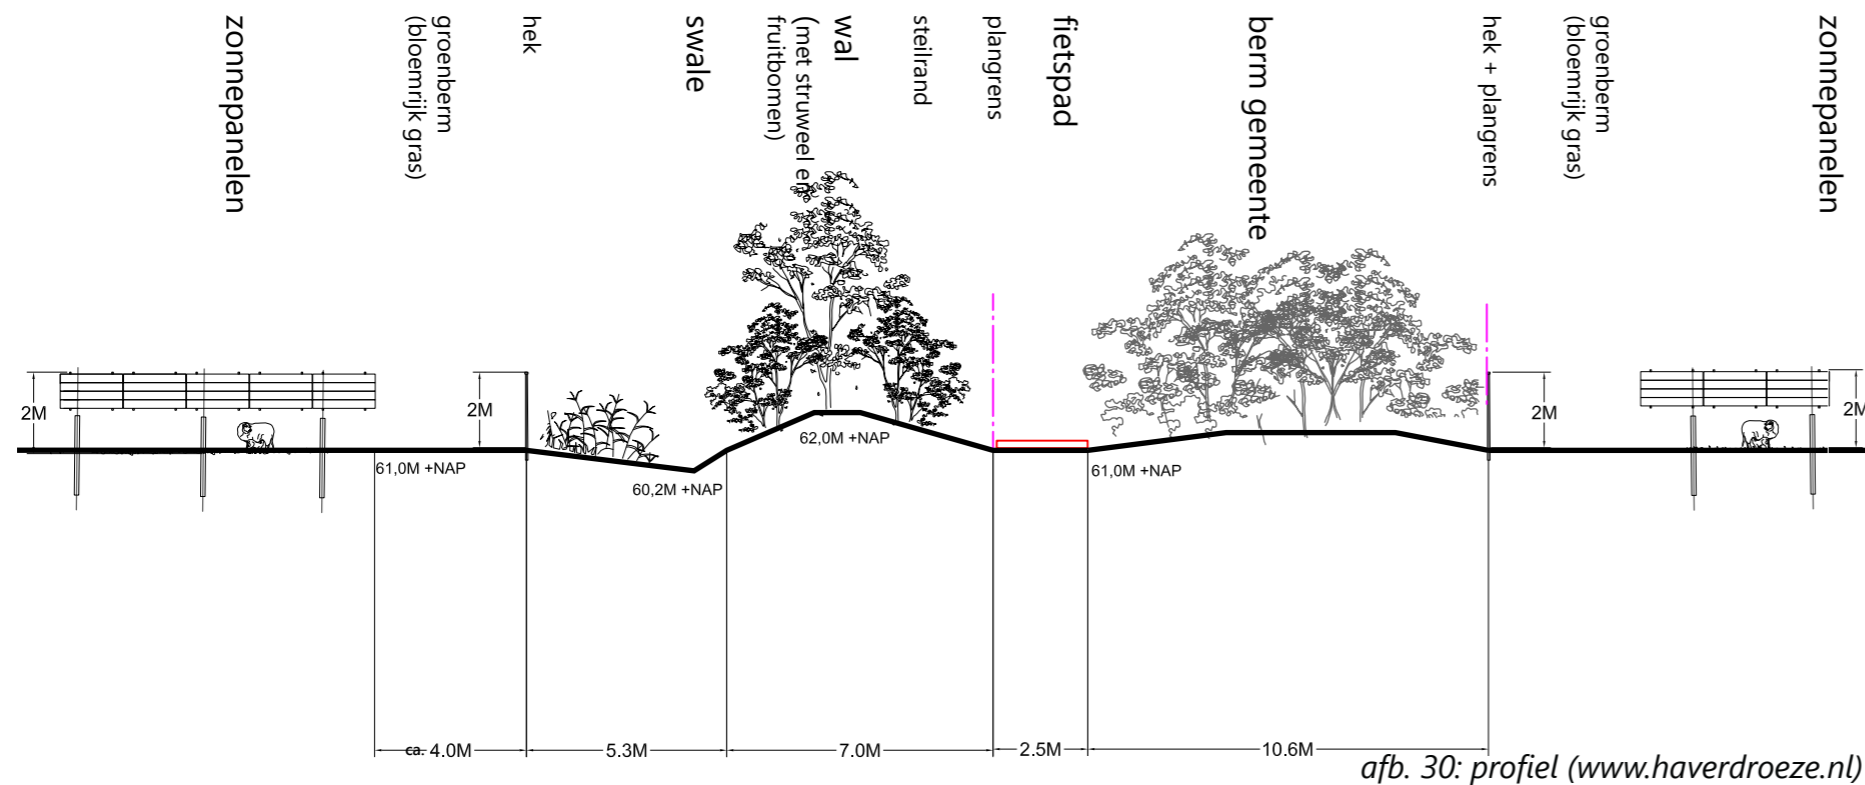 zonnepanelen
groenberm
(bloemrijk gras)
hek
swale
wal
(met struweel en
fruitbomen)
steilrand
plangrens
fietspad
berm gemeente
hek + plangrens
groenberm
(bloemrijk gras)
zonnepanelen
2M
2M
2M
2M
61,0M +NAP
60,2M +NAP
62,0M +NAP
61,0M +NAP
ca. 4.0M
5.3M
7.0M
2.5M
10.6M
afb. 30: profiel (www.haverdroeze.nl)